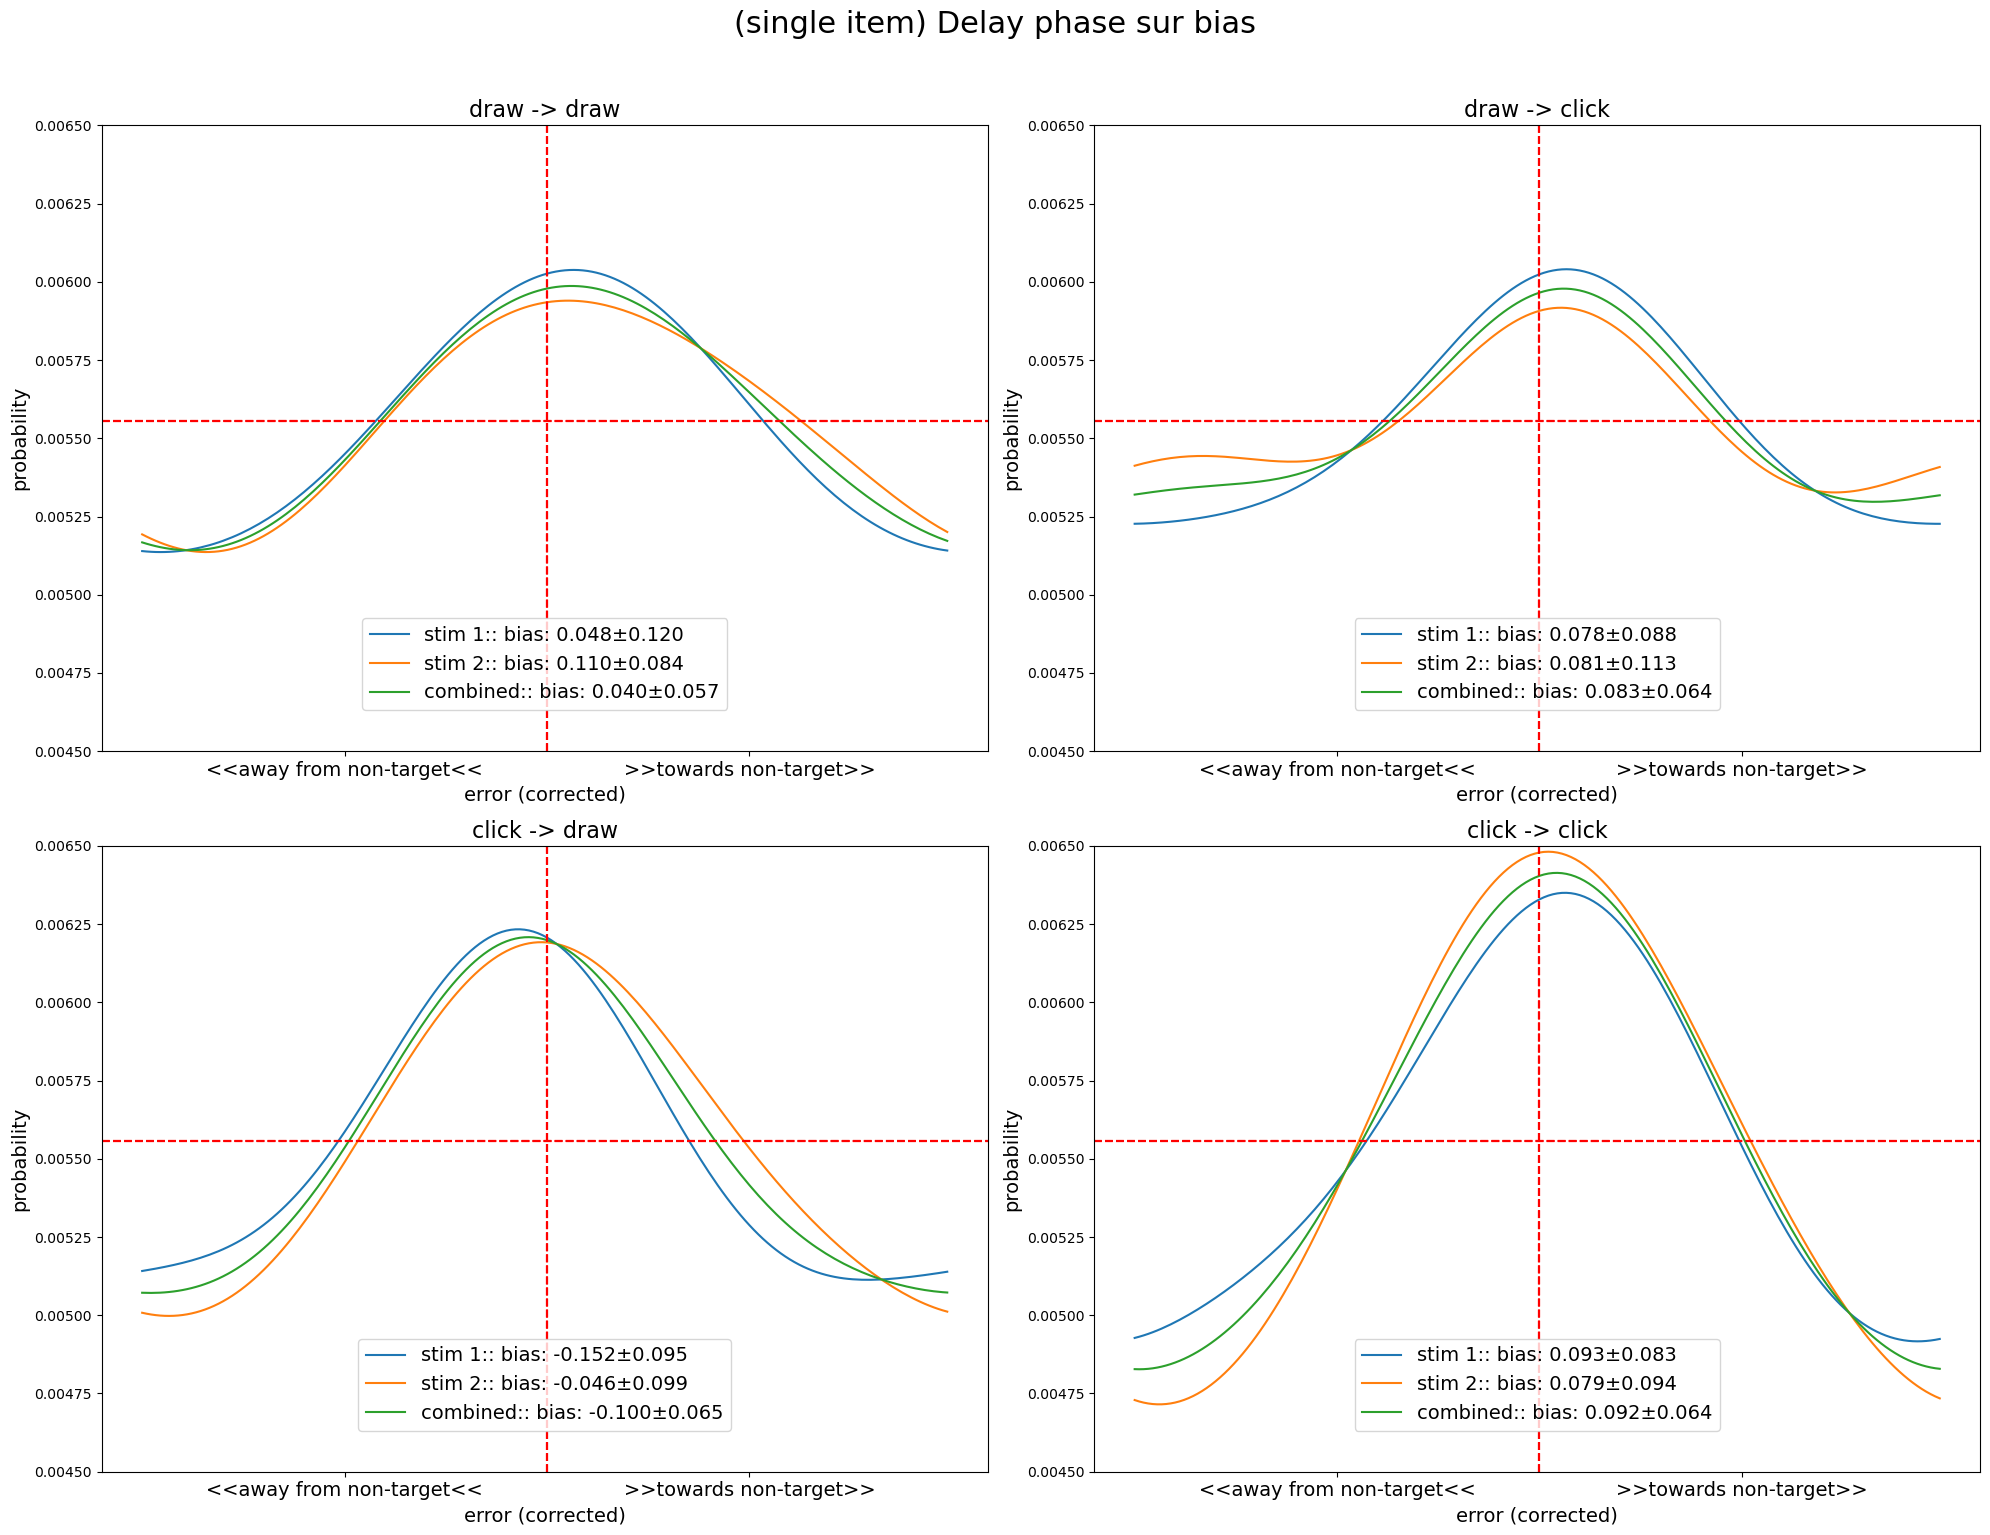 (single item) Delay phase sur bias
draw -> draw
0.00650
0.00625
0.00600
0.00575
0.00550
0.00525
0.00500
0.00475
0.00450
probability
stim 1:: bias: 0.048±0.120
stim 2:: bias: 0.110±0.084
combined:: bias: 0.040±0.057
<<away from non-target<<
>>towards non-target>>
error (corrected)
draw -> click
0.00650
0.00625
0.00600
0.00575
0.00550
0.00525
0.00500
0.00475
0.00450
probability
stim 1:: bias: 0.078±0.088
stim 2:: bias: 0.081±0.113
combined:: bias: 0.083±0.064
<<away from non-target<<
>>towards non-target>>
error (corrected)
click -> draw
0.00650
0.00625
0.00600
0.00575
0.00550
0.00525
0.00500
0.00475
0.00450
probability
stim 1:: bias: -0.152±0.095
stim 2:: bias: -0.046±0.099
combined:: bias: -0.100±0.065
<<away from non-target<<
>>towards non-target>>
error (corrected)
click -> click
0.00650
0.00625
0.00600
0.00575
0.00550
0.00525
0.00500
0.00475
0.00450
probability
stim 1:: bias: 0.093±0.083
stim 2:: bias: 0.079±0.094
combined:: bias: 0.092±0.064
<<away from non-target<<
>>towards non-target>>
error (corrected)